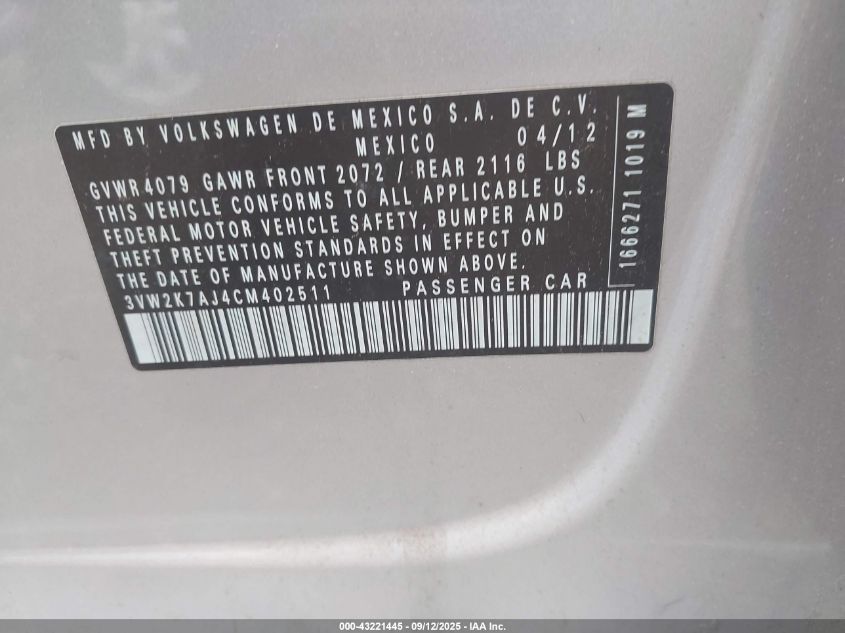 MFD BY VOLKSWAGEN DE MEXICO S.A. DE C.V.
MEXICO 04/12
GVWR4079 GAWR FRONT 2072 / REAR 2116 LBS
THIS VEHICLE CONFORMS TO ALL APPLICABLE U.S.
FEDERAL MOTOR VEHICLE SAFETY, BUMPER AND
THEFT PREVENTION STANDARDS IN EFFECT ON
THE DATE OF MANUFACTURE SHOWN ABOVE.
3VW2K7AJ4CM402511 PASSENGER CAR
1666271 1019 M
000-43221445 - 09/12/2025 - IAA Inc.